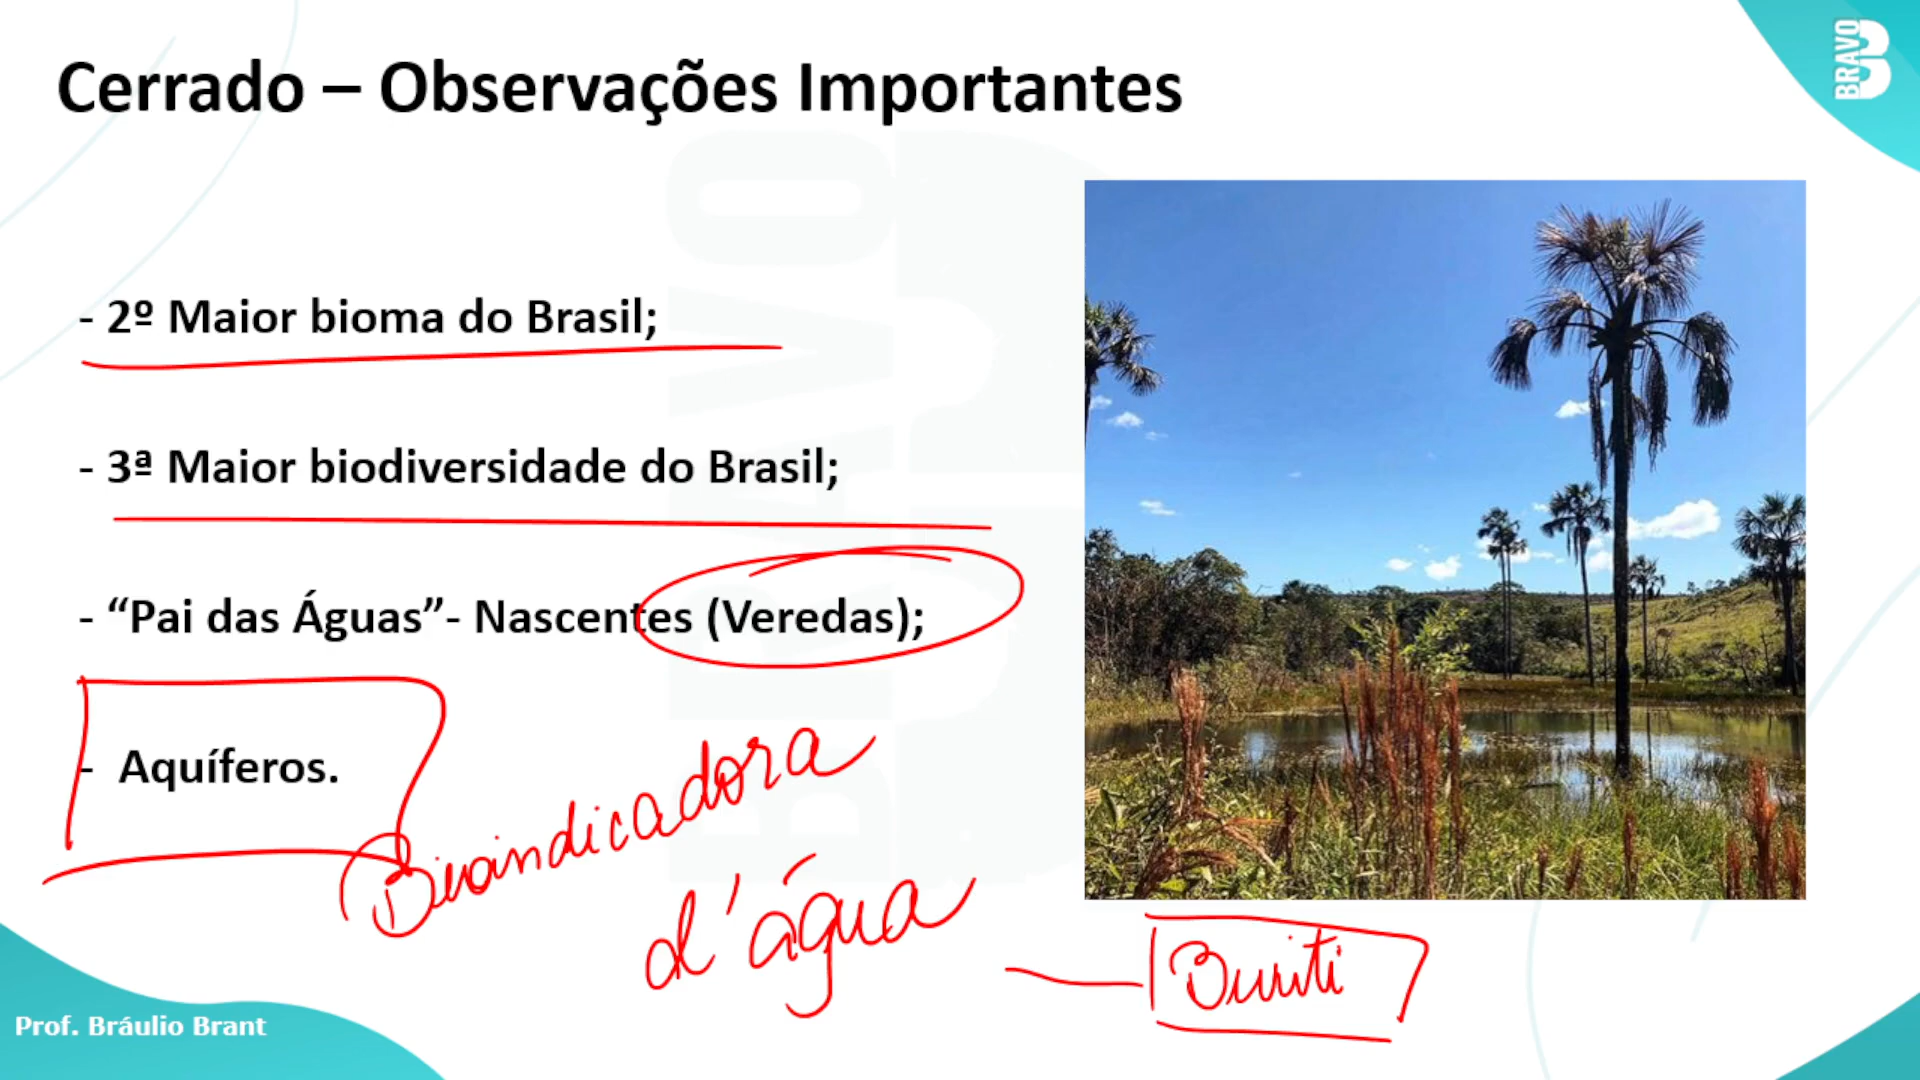 BRAVO
Cerrado – Observações Importantes
- 2º Maior bioma do Brasil;
- 3ª Maior biodiversidade do Brasil;
- “Pai das Águas”- Nascentes (Veredas);
- Aquíferos.
Bioindicadora
d'água
Buriti
Prof. Bráulio Brant